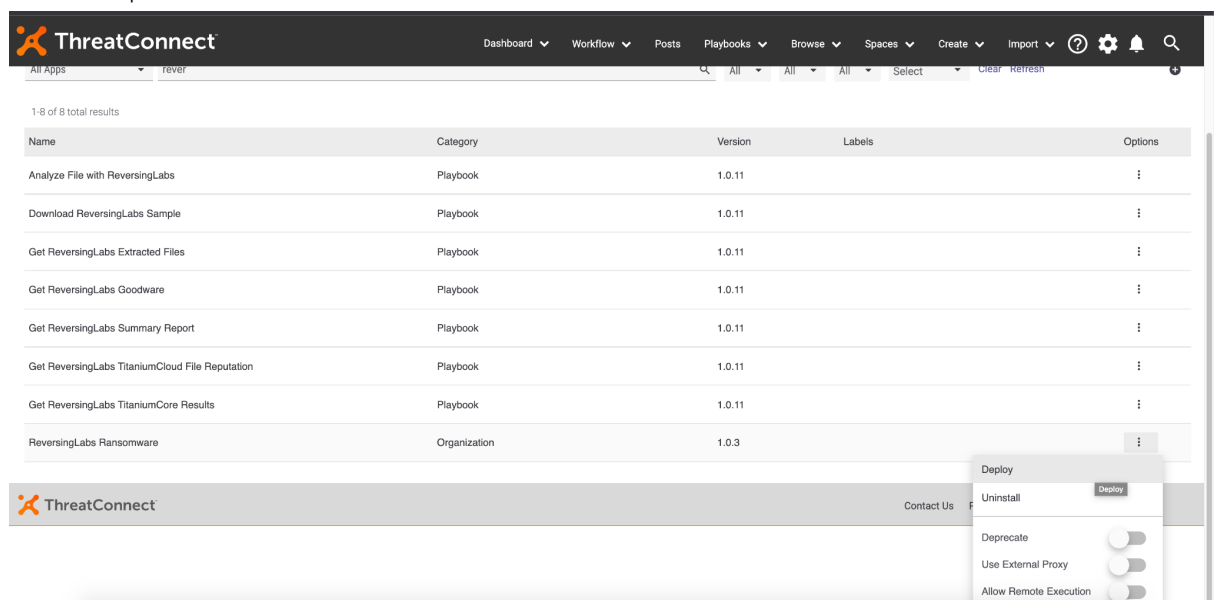 ThreatConnect
Dashboard Workflow Posts Playbooks Browse Spaces Create Import
All Apps rever All All All Select Clear Refresh
1-8 of 8 total results
Name Category Version Labels Options
Analyze File with ReversingLabs Playbook 1.0.11
Download ReversingLabs Sample Playbook 1.0.11
Get ReversingLabs Extracted Files Playbook 1.0.11
Get ReversingLabs Goodware Playbook 1.0.11
Get ReversingLabs Summary Report Playbook 1.0.11
Get ReversingLabs TitaniumCloud File Reputation Playbook 1.0.11
Get ReversingLabs TitaniumCore Results Playbook 1.0.11
ReversingLabs Ransomware Organization 1.0.3
Deploy
Deploy
Uninstall
ThreatConnect Contact Us
Deprecate
Use External Proxy
Allow Remote Execution